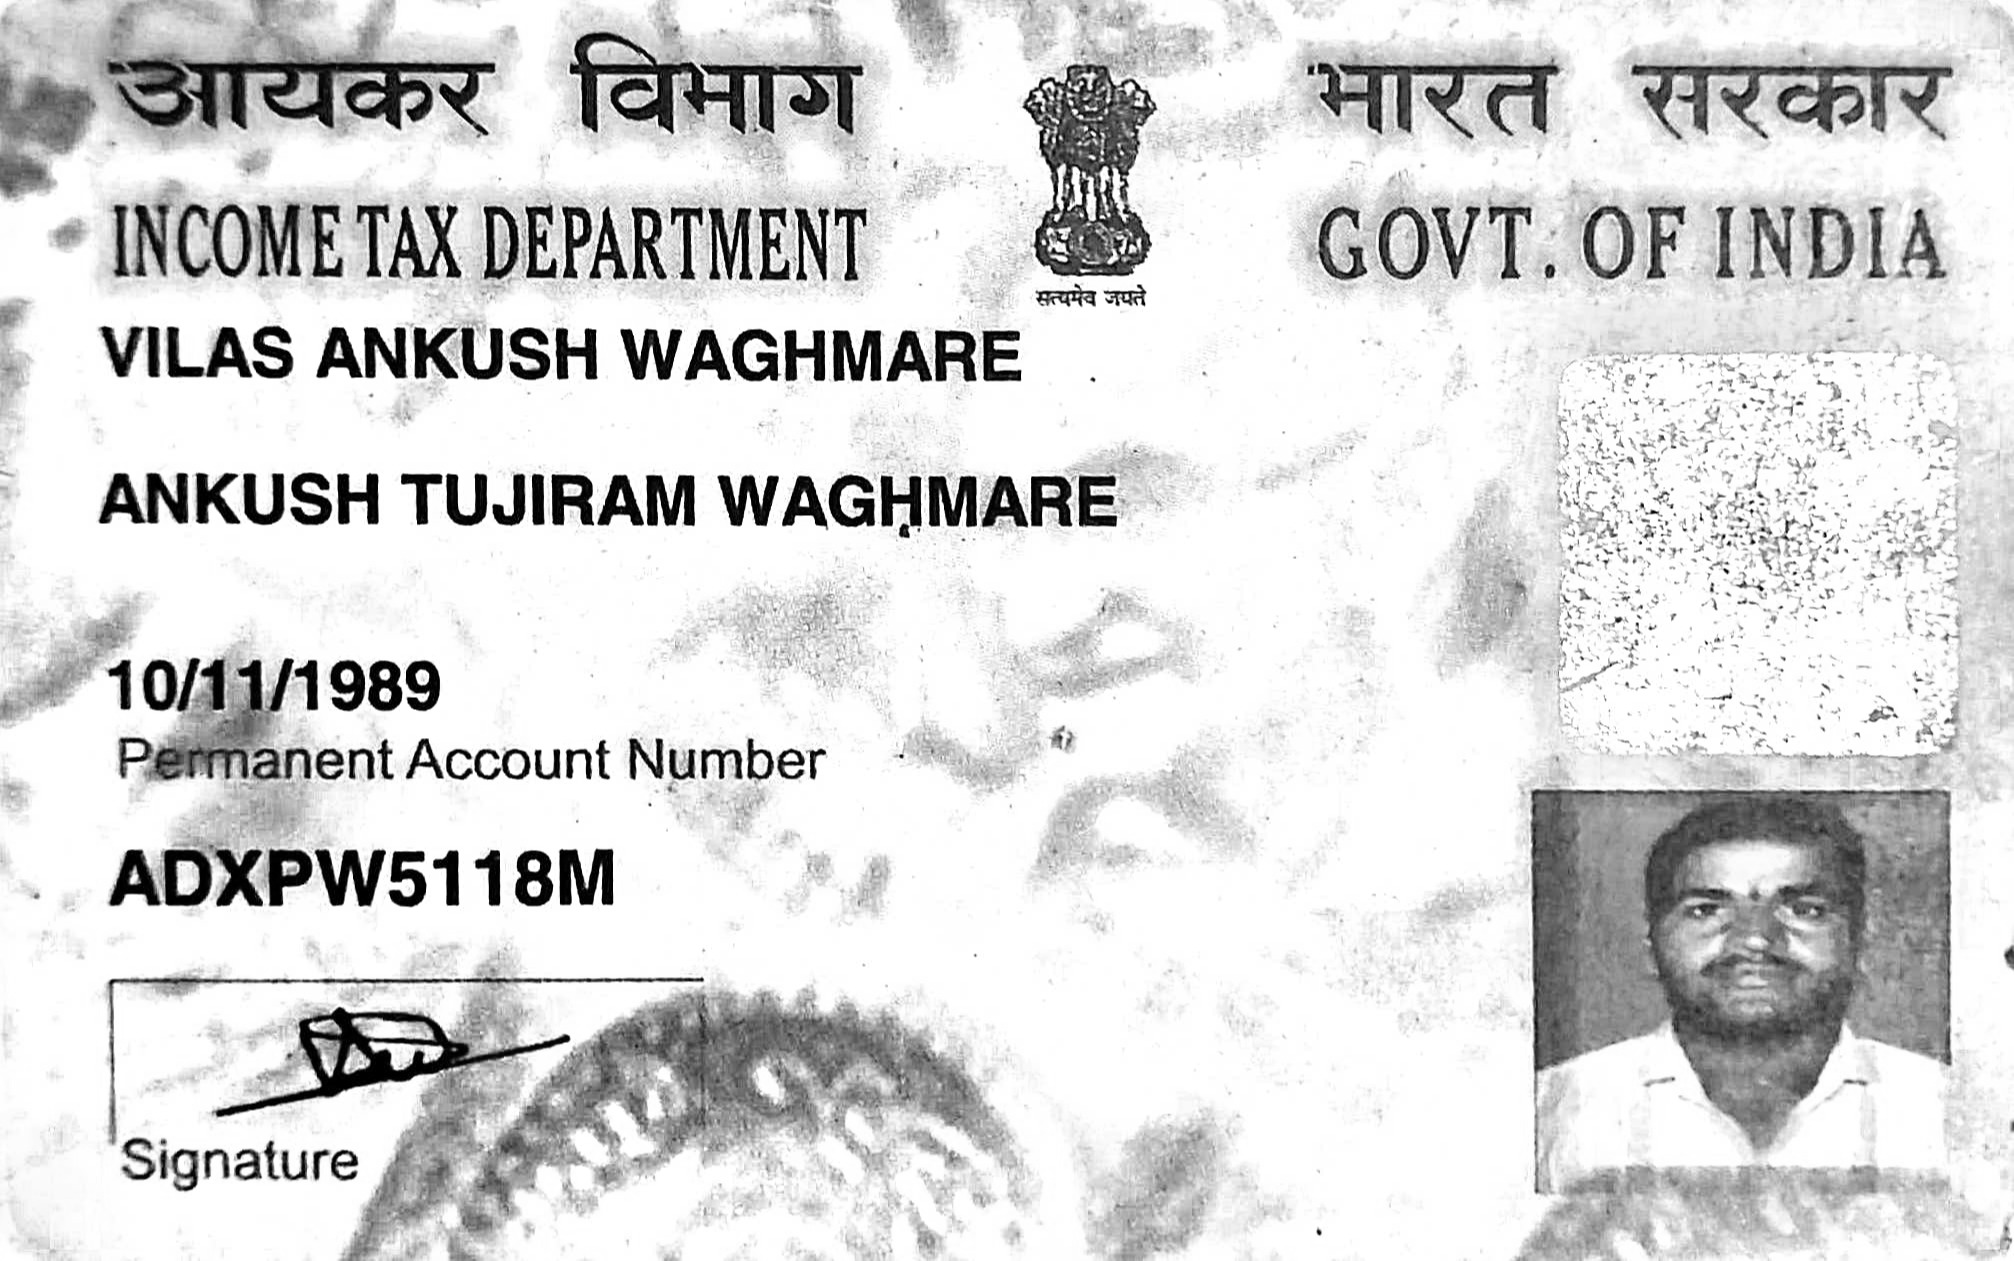 आयकर विभाग
INCOME TAX DEPARTMENT
सत्यमेव जयते
भारत सरकार
GOVT. OF INDIA
VILAS ANKUSH WAGHMARE
ANKUSH TUJIRAM WAGHMARE
10/11/1989
Permanent Account Number
ADXPW5118M
Signature